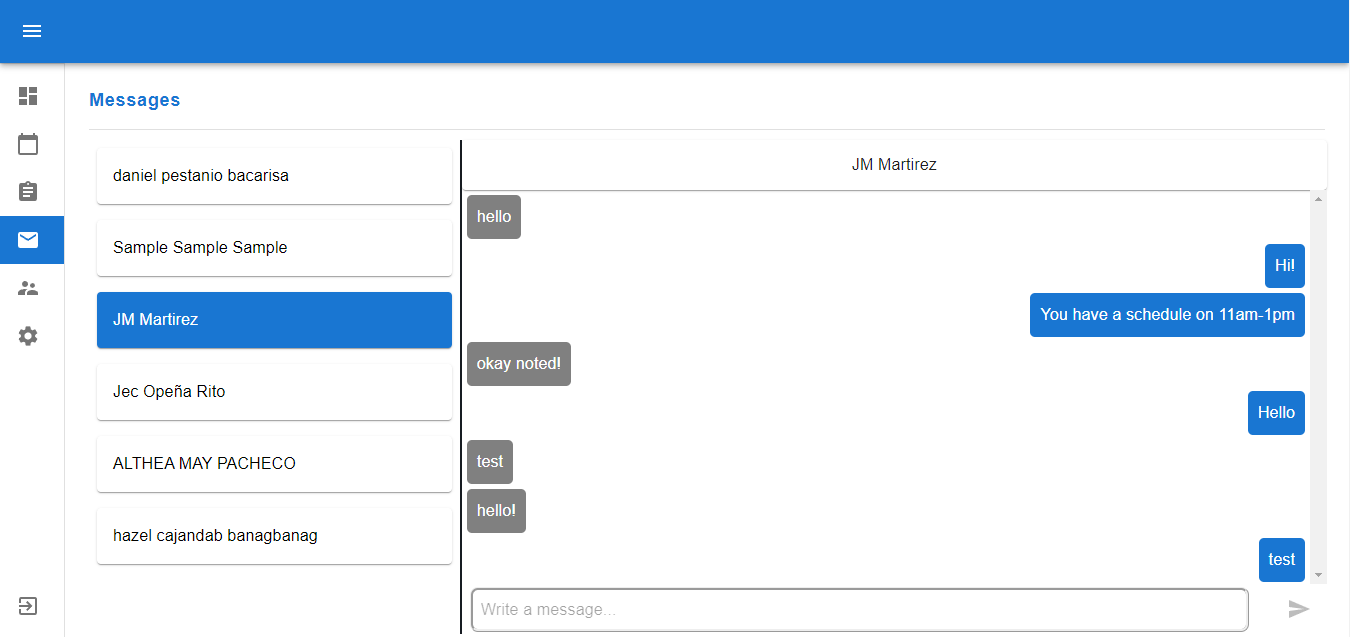 Messages
daniel pestanio bacarisa
Sample Sample Sample
JM Martirez
Jec Opeña Rito
ALTHEA MAY PACHECO
hazel cajandab banagbanag
JM Martirez
hello
Hi!
You have a schedule on 11am-1pm
okay noted!
Hello
test
hello!
test
Write a message...